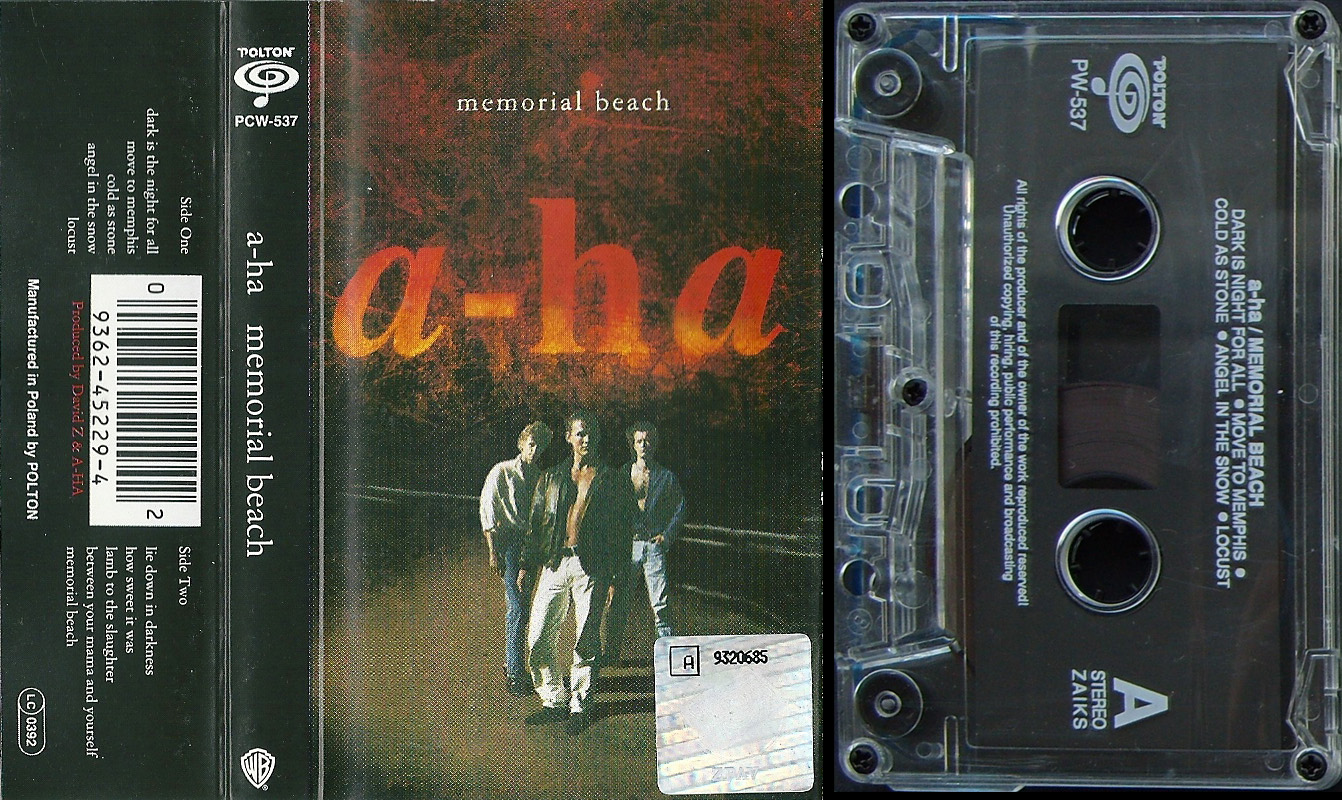 Side One
dark is the night for all
move to memphis
cold as stone
angel in the snow
locust
0
9362-45229-4
2
Produced by David Z & A-HA
Manufactured in Poland by POLTON
Side Two
lie down in darkness
how sweet it was
lamb to the slaughter
between your mama and yourself
memorial beach
LC 0392
POLTON
PCW-537
a-ha memorial beach
WB
memorial beach
a-ha
A 9320685
POLTON
PW-537
a-ha / MEMORIAL BEACH
DARK IS NIGHT FOR ALL ● MOVE TO MEMPHIS ●
COLD AS STONE ● ANGEL IN THE SNOW ● LOCUST
All rights of the producer and of the owner of the work reproduced reserved!
Unauthorized copying, hiring, public performance and broadcasting
of this recording prohibited.
A
STEREO
ZAIKS